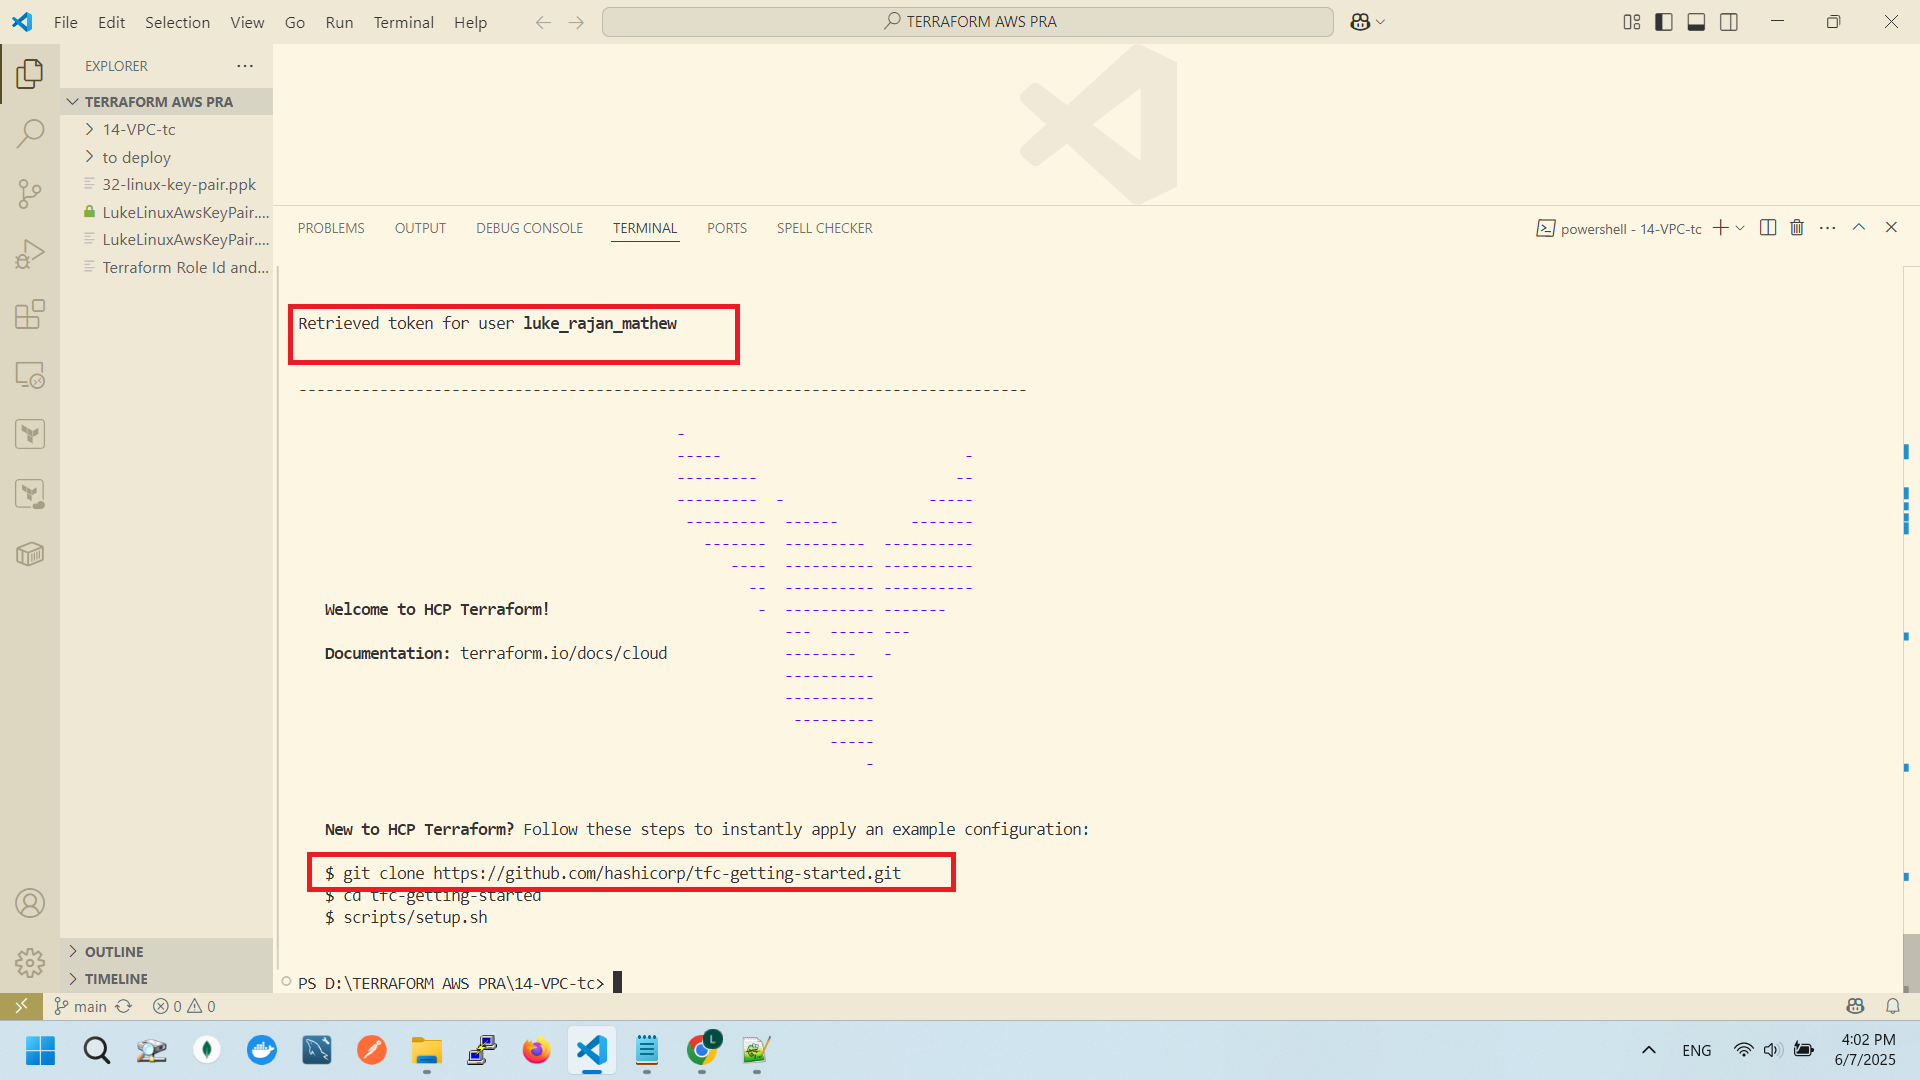 File Edit Selection View Go Run Terminal Help
TERRAFORM AWS PRA
EXPLORER
TERRAFORM AWS PRA
14-VPC-tc
to deploy
32-linux-key-pair.ppk
LukeLinuxAwsKeyPair....
LukeLinuxAwsKeyPair....
Terraform Role Id and...
OUTLINE
TIMELINE
PROBLEMS OUTPUT DEBUG CONSOLE TERMINAL PORTS SPELL CHECKER
powershell - 14-VPC-tc
Retrieved token for user luke_rajan_mathew
---------------------------------------------------------------------------------
-
----- -
--------- --
--------- - -----
--------- ------ -------
------- --------- ----------
---- ---------- ----------
-- ---------- ----------
Welcome to HCP Terraform! - ---------- -------
--- ----- ---
Documentation: terraform.io/docs/cloud -------- -
----------
----------
---------
-----
-
New to HCP Terraform? Follow these steps to instantly apply an example configuration:
$ git clone https://github.com/hashicorp/tfc-getting-started.git
$ cd tfc-getting-started
$ scripts/setup.sh
PS D:\TERRAFORM AWS PRA\14-VPC-tc>
main 0 0
L
ENG
4:02 PM
6/7/2025